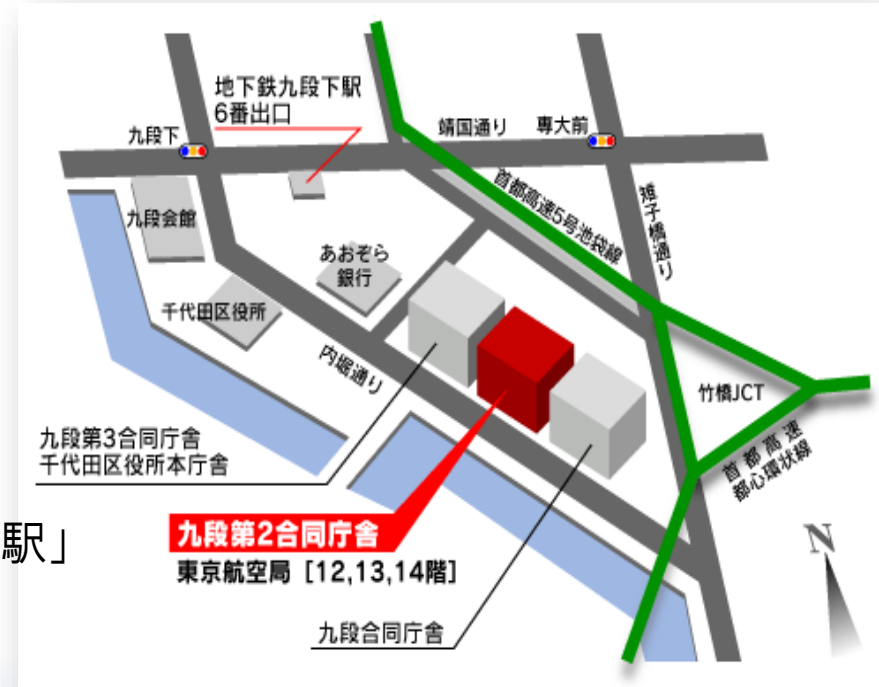 地下鉄九段下駅
6番出口
九段下
靖国通り
専大前
首都高速5号池袋線
雉子橋通り
九段会館
あおぞら
銀行
千代田区役所
内堀通り
竹橋JCT
首都高速
都心環状線
九段第3合同庁舎
千代田区役所本庁舎
駅」
九段第2合同庁舎
東京航空局[12,13,14階]
九段合同庁舎
N